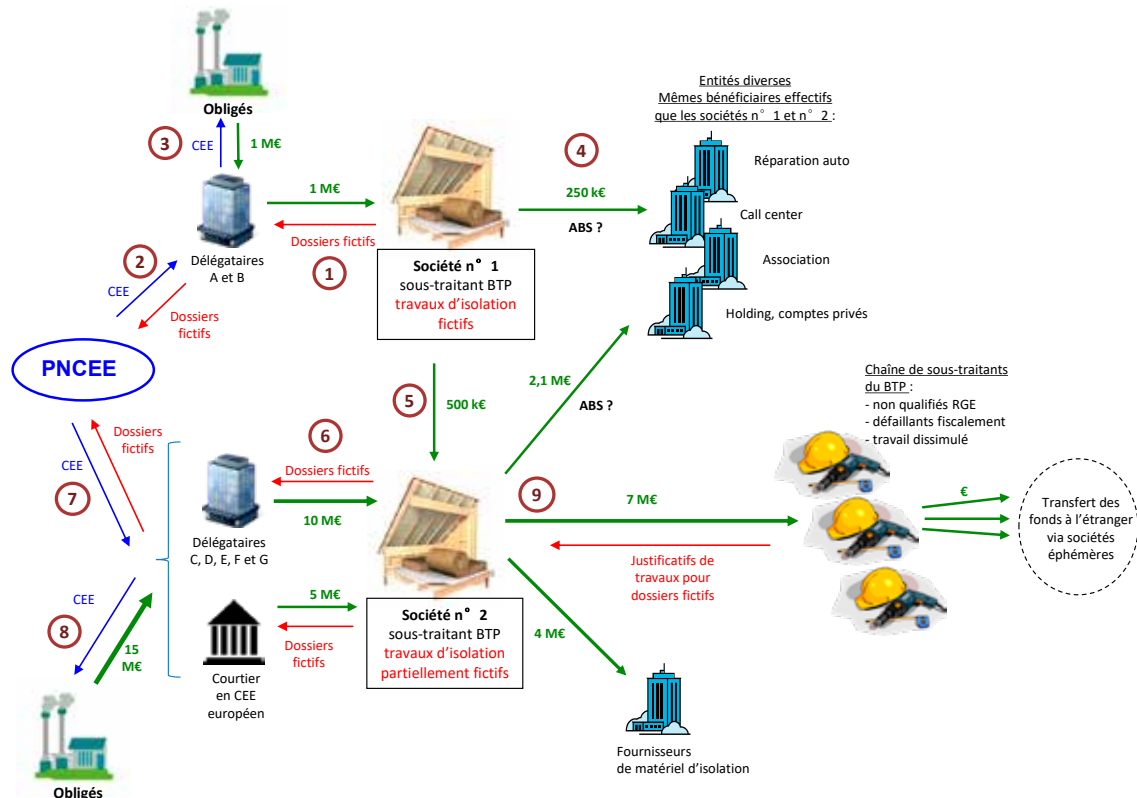 Obligés
3
CEE
1 M€
Délégataires
A et B
2
CEE
Dossiers
fictifs
1 M€
Dossiers fictifs
1
Société n° 1
sous-traitant BTP
travaux d'isolation
fictifs
4
250 k€
ABS ?
Entités diverses
Mêmes bénéficiaires effectifs
que les sociétés n° 1 et n° 2 :
Réparation auto
Call center
Association
Holding, comptes privés
PNCEE
5
500 k€
2,1 M€
ABS ?
Chaîne de sous-traitants
du BTP :
- non qualifiés RGE
- défaillants fiscalement
- travail dissimulé
Dossiers
fictifs
CEE
7
6
Dossiers fictifs
10 M€
Délégataires
C, D, E, F et G
9
7 M€
Justificatifs de
travaux pour
dossiers fictifs
€
Transfert des
fonds à l'étranger
via sociétés
éphémères
CEE
8
15
M€
5 M€
Dossiers
fictifs
Courtier
en CEE
européen
Société n° 2
sous-traitant BTP
travaux d'isolation
partiellement fictifs
4 M€
Fournisseurs
de matériel d'isolation
Obligés